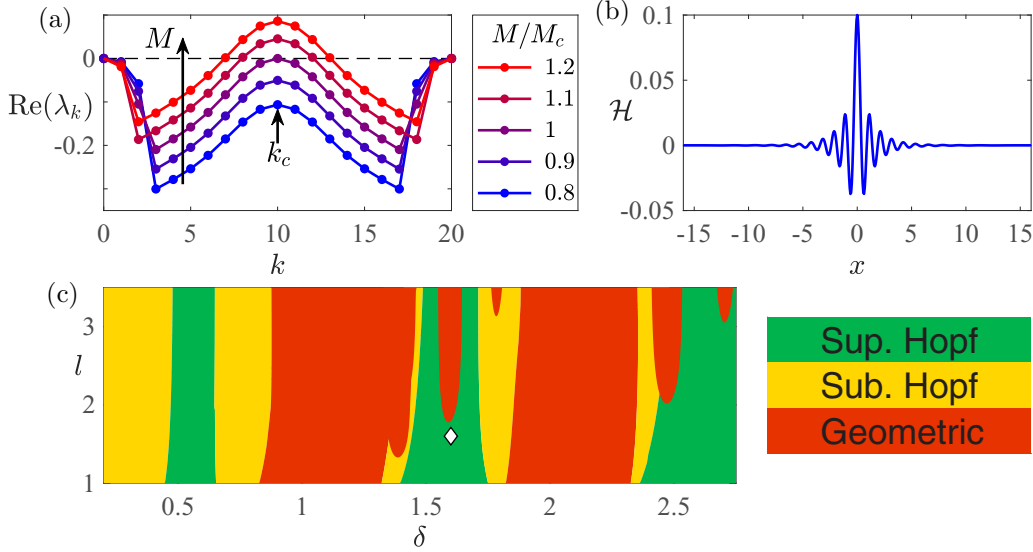 (a)
M
0
Re(λ_k)
-0.2
k_c
0 5 10 15 20
k
M/M_c
1.2
1.1
1
0.9
0.8
(b)
0.1
0.05
ℋ
0
-0.05
-15 -10 -5 0 5 10 15
x
(c)
3
l
2
1
0.5 1 1.5 2 2.5
δ
Sup. Hopf
Sub. Hopf
Geometric